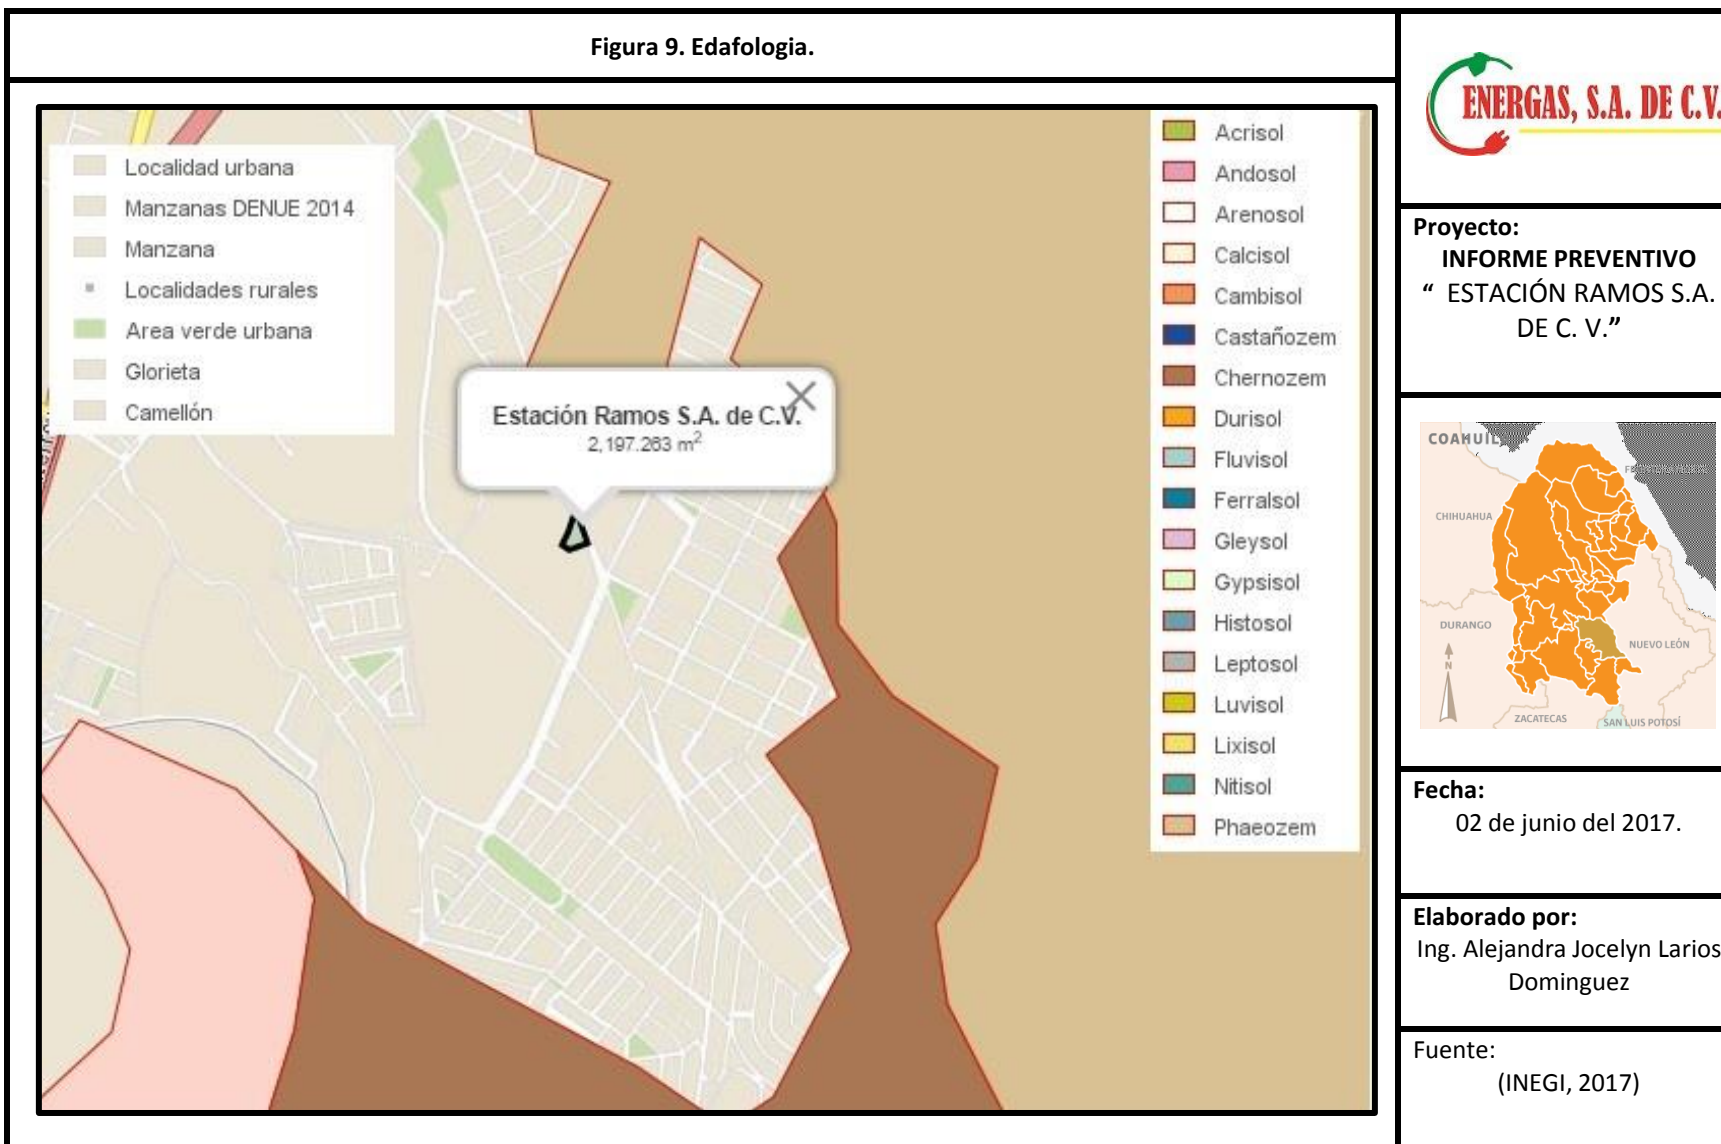 Figura 9. Edafologia.
Localidad urbana
Manzanas DENUE 2014
Manzana
Localidades rurales
Area verde urbana
Glorieta
Camellón
Estación Ramos S.A. de C.V.
2,197.263 m²
Acrisol
Andosol
Arenosol
Calcisol
Cambisol
Castañozem
Chernozem
Durisol
Fluvisol
Ferralsol
Gleysol
Gypsisol
Histosol
Leptosol
Luvisol
Lixisol
Nitisol
Phaeozem
ENERGAS, S.A. DE C.V.
Proyecto:
INFORME PREVENTIVO
“ ESTACIÓN RAMOS S.A.
DE C. V.”
CHIHUAHUA
DURANGO
NUEVO LEÓN
N
ZACATECAS
SAN LUIS POTOSÍ
Fecha:
02 de junio del 2017.
Elaborado por:
Ing. Alejandra Jocelyn Larios
Dominguez
Fuente:
(INEGI, 2017)